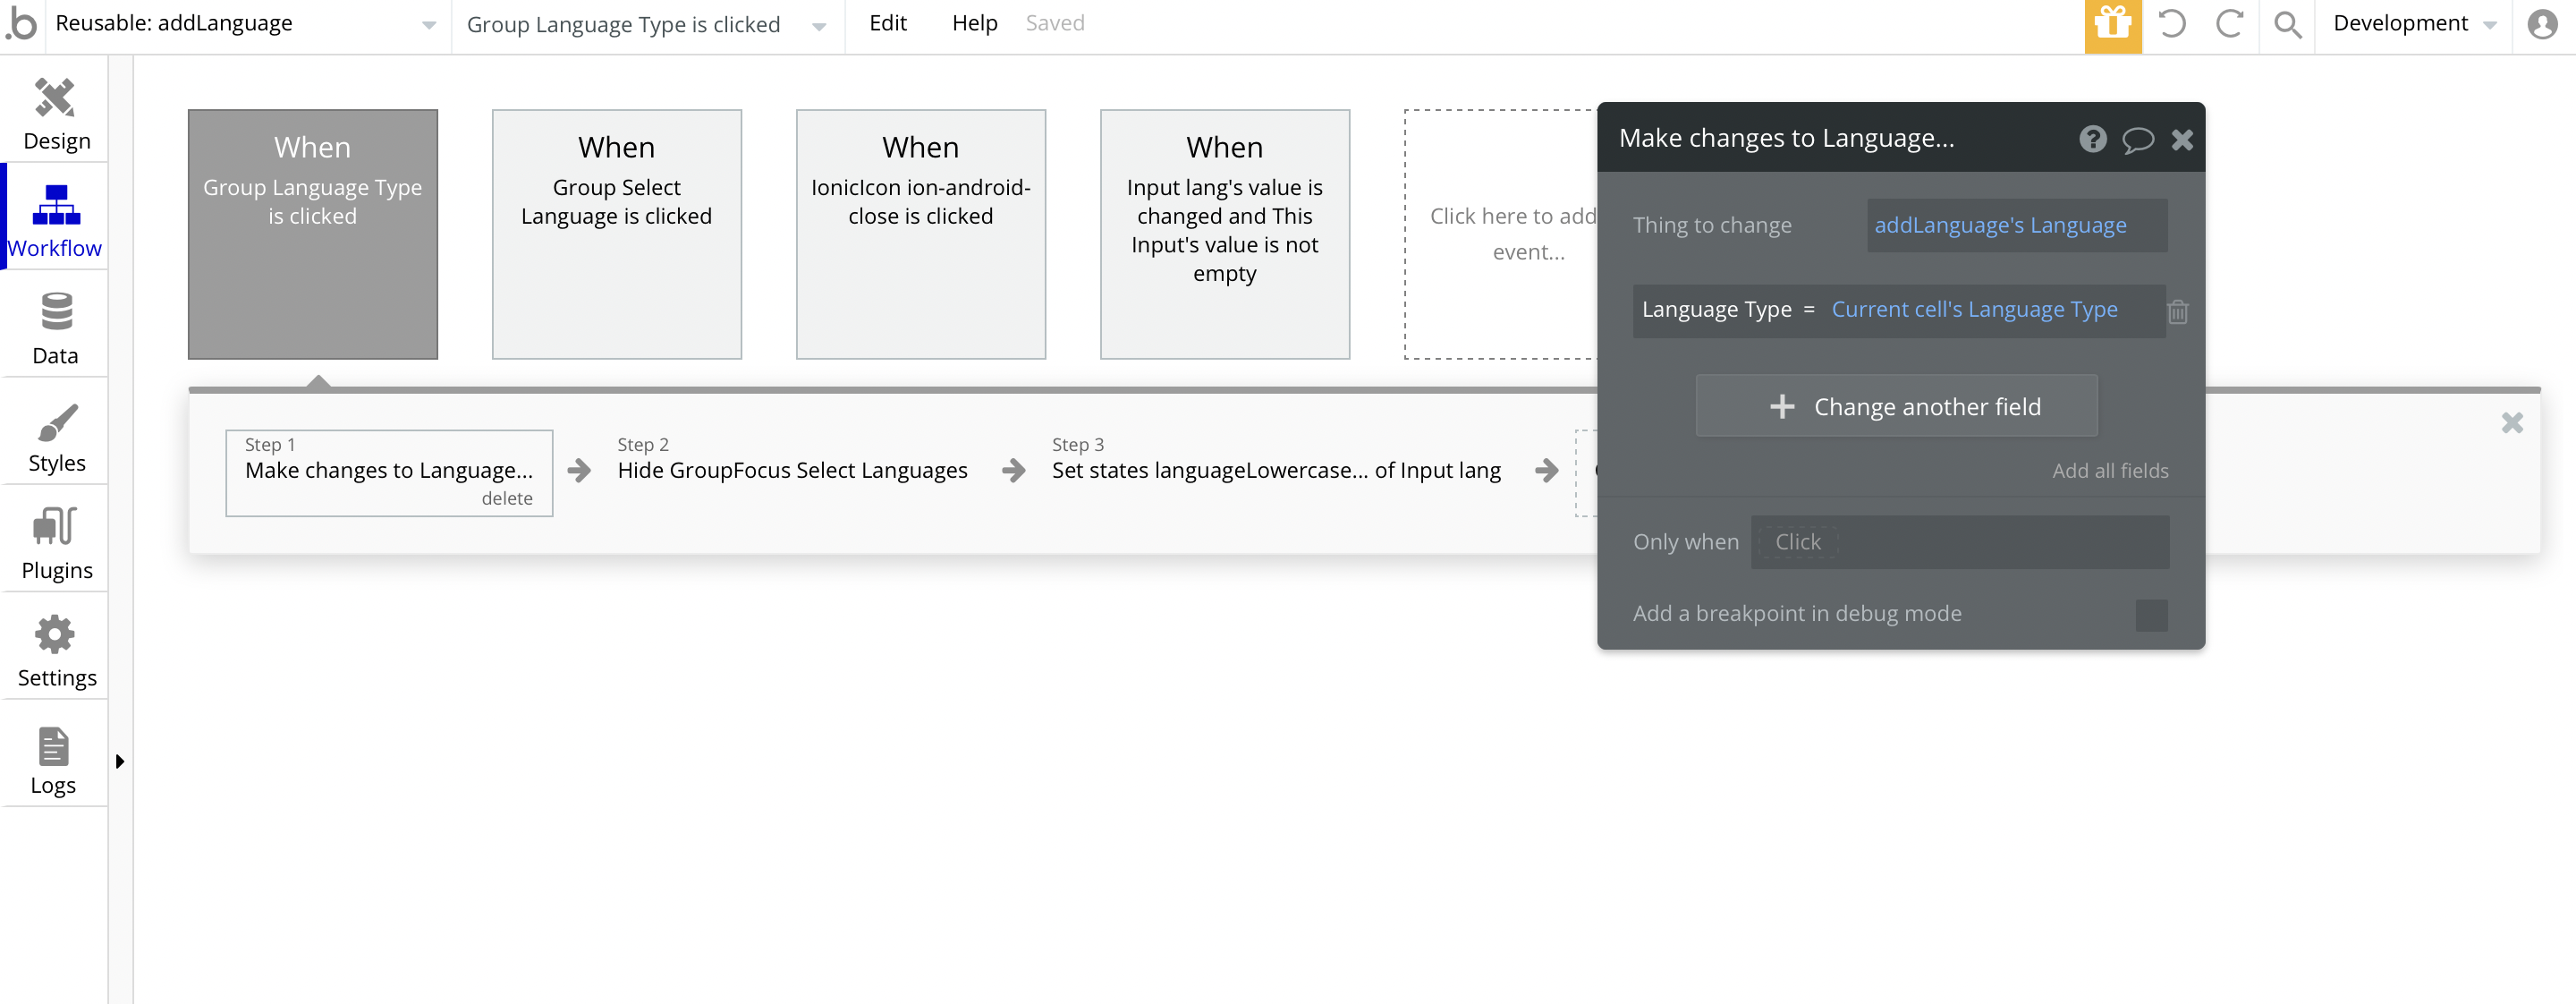 .b
Reusable: addLanguage
Group Language Type is clicked
Edit
Help
Saved
Development
Design
Workflow
Data
Styles
Plugins
Settings
Logs
When
Group Language Type
is clicked
When
Group Select
Language is clicked
When
IonicIcon ion-android-
close is clicked
When
Input lang's value is
changed and This
Input's value is not
empty
Click here to add
event...
Step 1
Make changes to Language...
delete
Step 2
Hide GroupFocus Select Languages
Step 3
Set states languageLowercase... of Input lang
Make changes to Language...
Thing to change
addLanguage's Language
Language Type = Current cell's Language Type
Change another field
Add all fields
Only when
Click
Add a breakpoint in debug mode